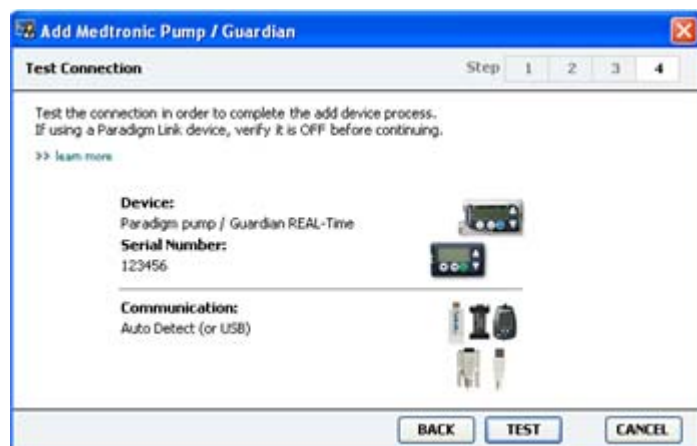 Add Medtronic Pump / Guardian
Test Connection
Step 1 2 3 4
Test the connection in order to complete the add device process.
If using a Paradigm Link device, verify it is OFF before continuing.
>> learn more
Device:
Paradigm pump / Guardian REAL-Time
Serial Number:
123456
Communication:
Auto Detect (or USB)
BACK TEST CANCEL